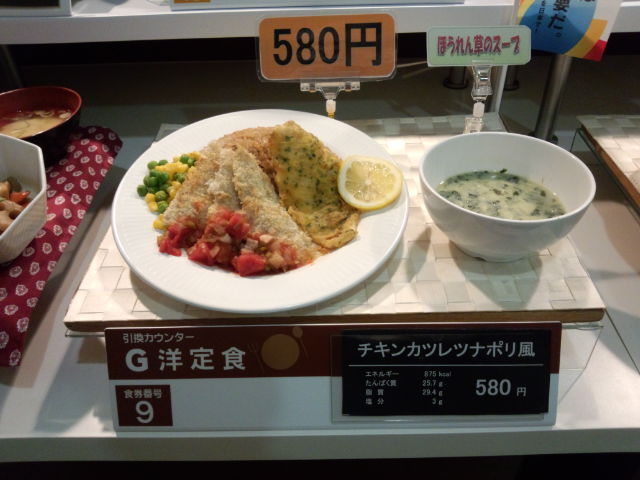 580円
ほうれん草のスープ
要だ。
引換カウンター
G 洋定食
食券番号
9
チキンカツレツナポリ風
エネルギー 875 kcal
たんぱく質 25.7 g
脂質 29.4 g
塩分 3 g
580 円